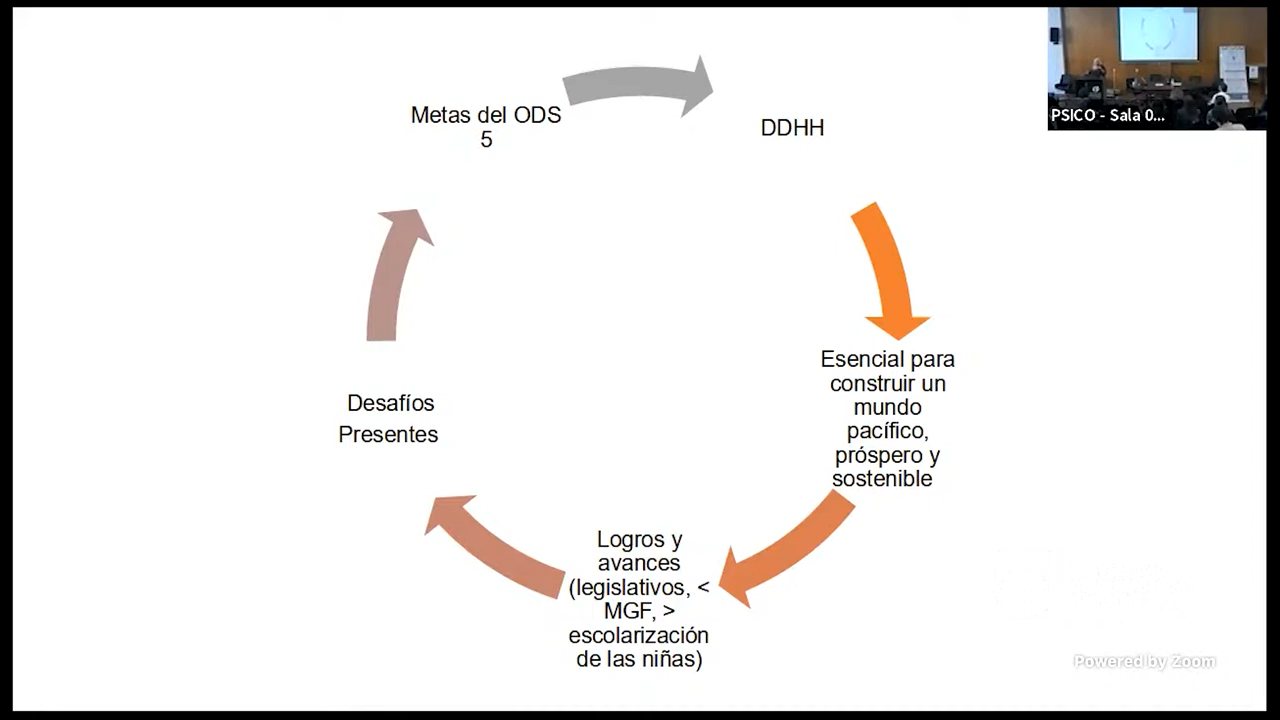 Metas del ODS
5
DDHH
Esencial para
construir un
mundo
pacífico,
próspero y
sostenible
Logros y
avances
(legislativos, <
MGF, >
escolarización
de las niñas)
Desafíos
Presentes
PSICO - Sala 0...
Powered by Zoom